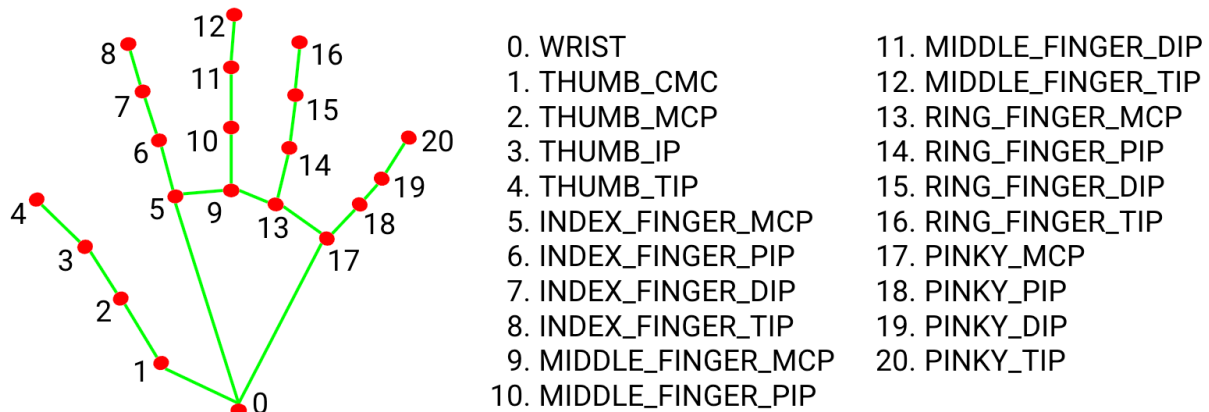 12
8
16
11
7
15
10
6
20
14
19
5
9
18
4
13
17
3
2
1
0
0. WRIST
1. THUMB_CMC
2. THUMB_MCP
3. THUMB_IP
4. THUMB_TIP
5. INDEX_FINGER_MCP
6. INDEX_FINGER_PIP
7. INDEX_FINGER_DIP
8. INDEX_FINGER_TIP
9. MIDDLE_FINGER_MCP
10. MIDDLE_FINGER_PIP
11. MIDDLE_FINGER_DIP
12. MIDDLE_FINGER_TIP
13. RING_FINGER_MCP
14. RING_FINGER_PIP
15. RING_FINGER_DIP
16. RING_FINGER_TIP
17. PINKY_MCP
18. PINKY_PIP
19. PINKY_DIP
20. PINKY_TIP